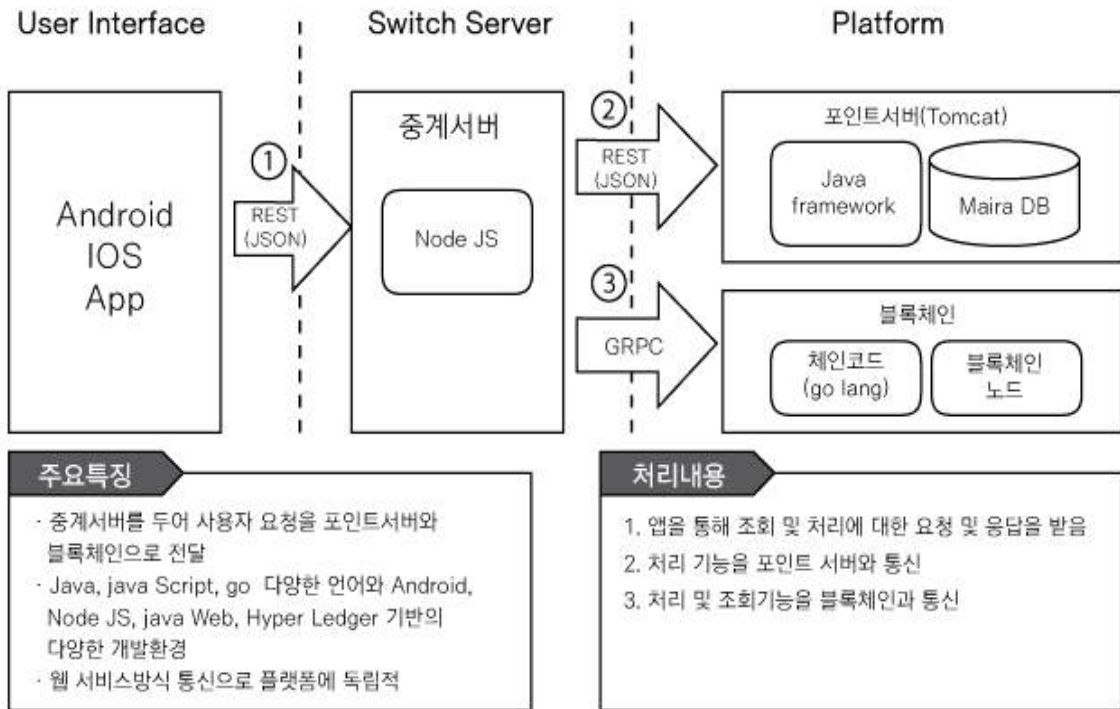 User Interface
Switch Server
Platform
Android
IOS
App
①
REST
(JSON)
중계서버
Node JS
②
REST
(JSON)
③
GRPC
포인트서버(Tomcat)
Java
framework
Maira DB
블록체인
체인코드
(go lang)
블록체인
노드
주요특징
· 중계서버를 두어 사용자 요청을 포인트서버와
블록체인으로 전달
· Java, java Script, go 다양한 언어와 Android,
Node JS, java Web, Hyper Ledger 기반의
다양한 개발환경
· 웹 서비스방식 통신으로 플랫폼에 독립적
처리내용
1. 앱을 통해 조회 및 처리에 대한 요청 및 응답을 받음
2. 처리 기능을 포인트 서버와 통신
3. 처리 및 조회기능을 블록체인과 통신